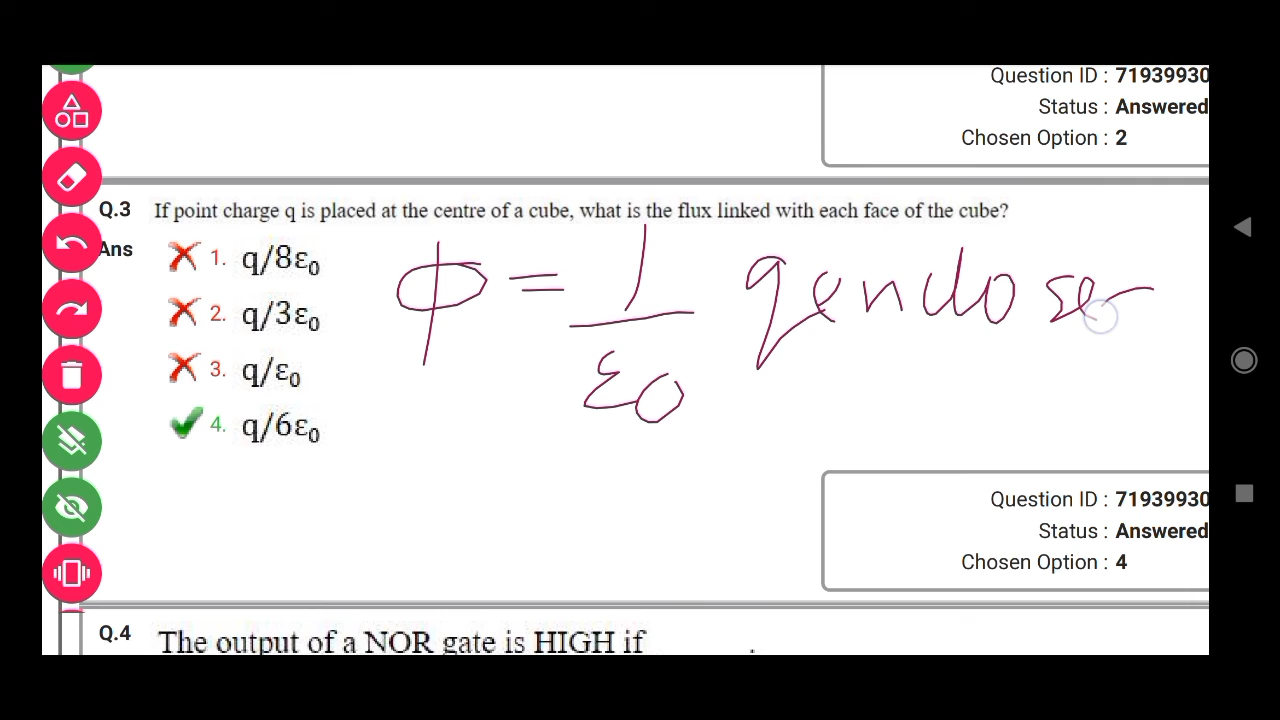 Question ID : 71939930
Status : Answered
Chosen Option : 2
Q.3 If point charge q is placed at the centre of a cube, what is the flux linked with each face of the cube?
Ans 1. q/8ε₀
2. q/3ε₀
3. q/ε₀
4. q/6ε₀
ϕ = 1/ε₀ qendose
Question ID : 71939930
Status : Answered
Chosen Option : 4
Q.4 The output of a NOR gate is HIGH if ______.